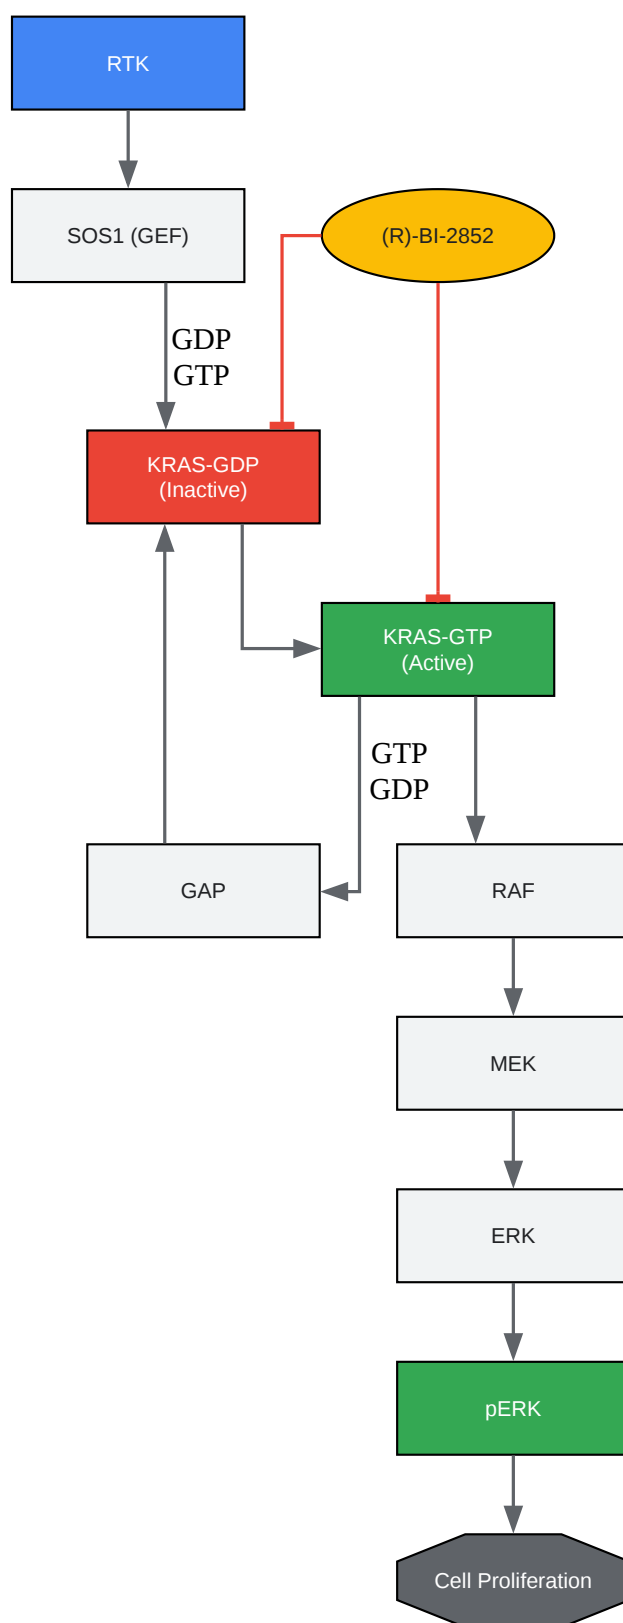 RTK
SOS1 (GEF)
(R)-BI-2852
GDP
GTP
KRAS-GDP
(Inactive)
KRAS-GTP
(Active)
GTP
GDP
GAP
RAF
MEK
ERK
pERK
Cell Proliferation